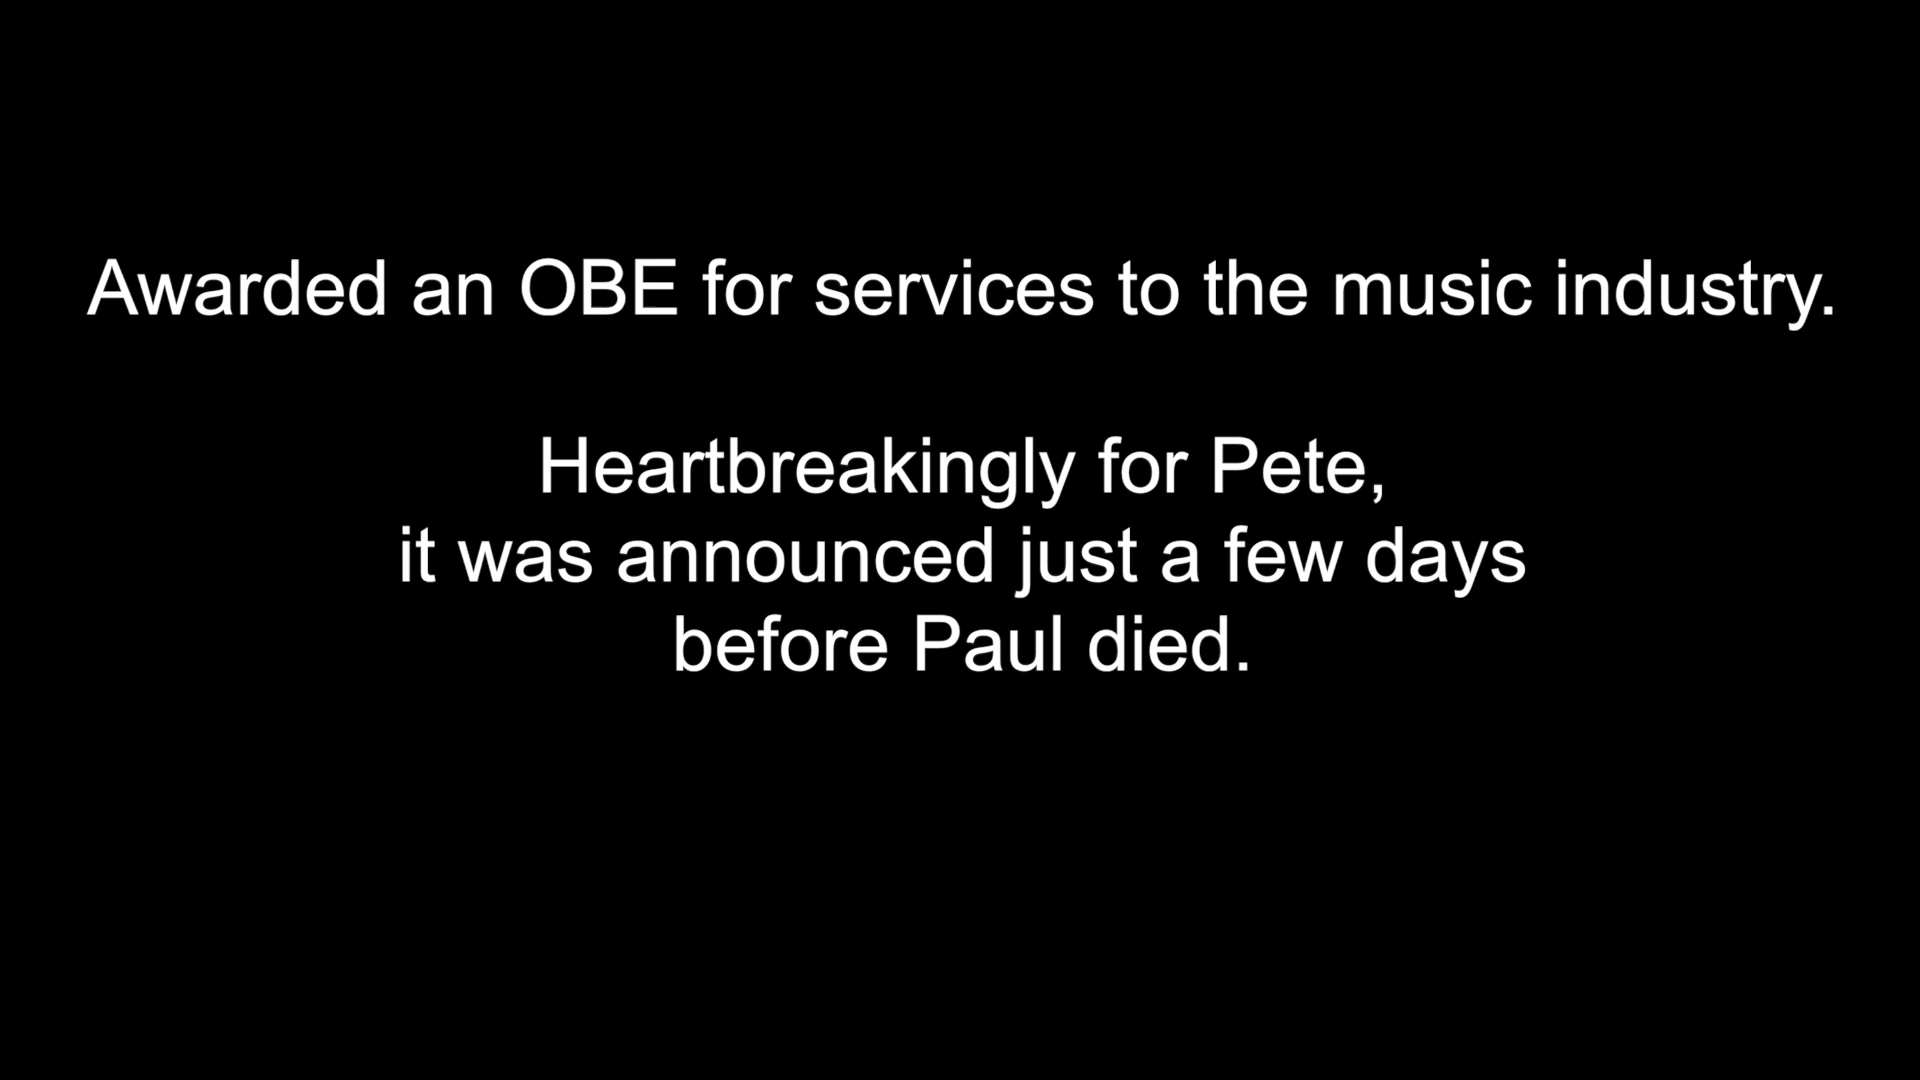 Awarded an OBE for services to the music industry.
Heartbreakingly for Pete,
it was announced just a few days
before Paul died.